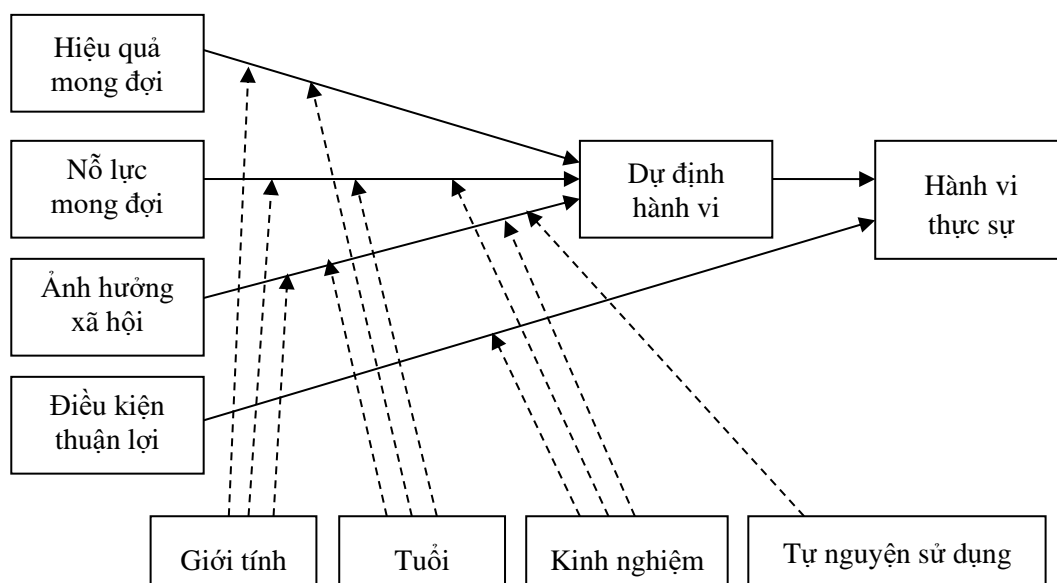 Hiệu quả
mong đợi
Nỗ lực
mong đợi
Dự định
hành vi
Hành vi
thực sự
Ảnh hưởng
xã hội
Điều kiện
thuận lợi
Giới tính
Tuổi
Kinh nghiệm
Tự nguyện sử dụng